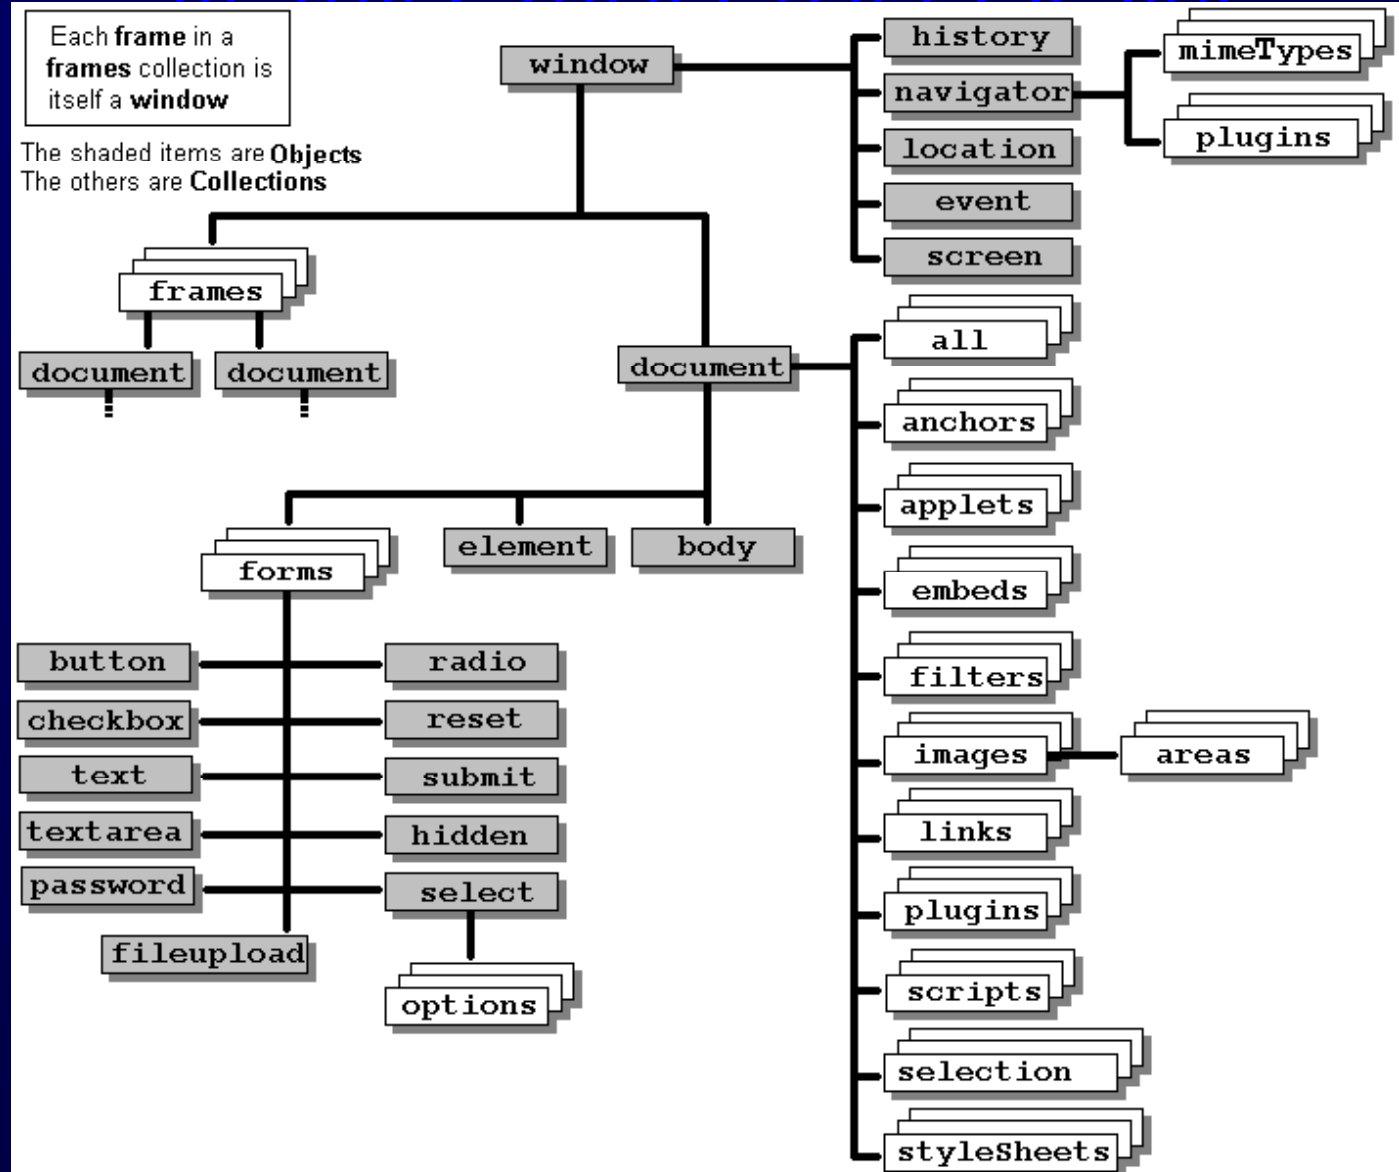 Each frame in a
frames collection is
itself a window
The shaded items are Objects
The others are Collections
window
history
navigator
location
event
screen
mimeTypes
plugins
frames
document
document
document
all
anchors
applets
embeds
filters
images
areas
links
plugins
scripts
selection
styleSheets
forms
element
body
button
radio
checkbox
reset
text
submit
textarea
hidden
password
select
fileupload
options